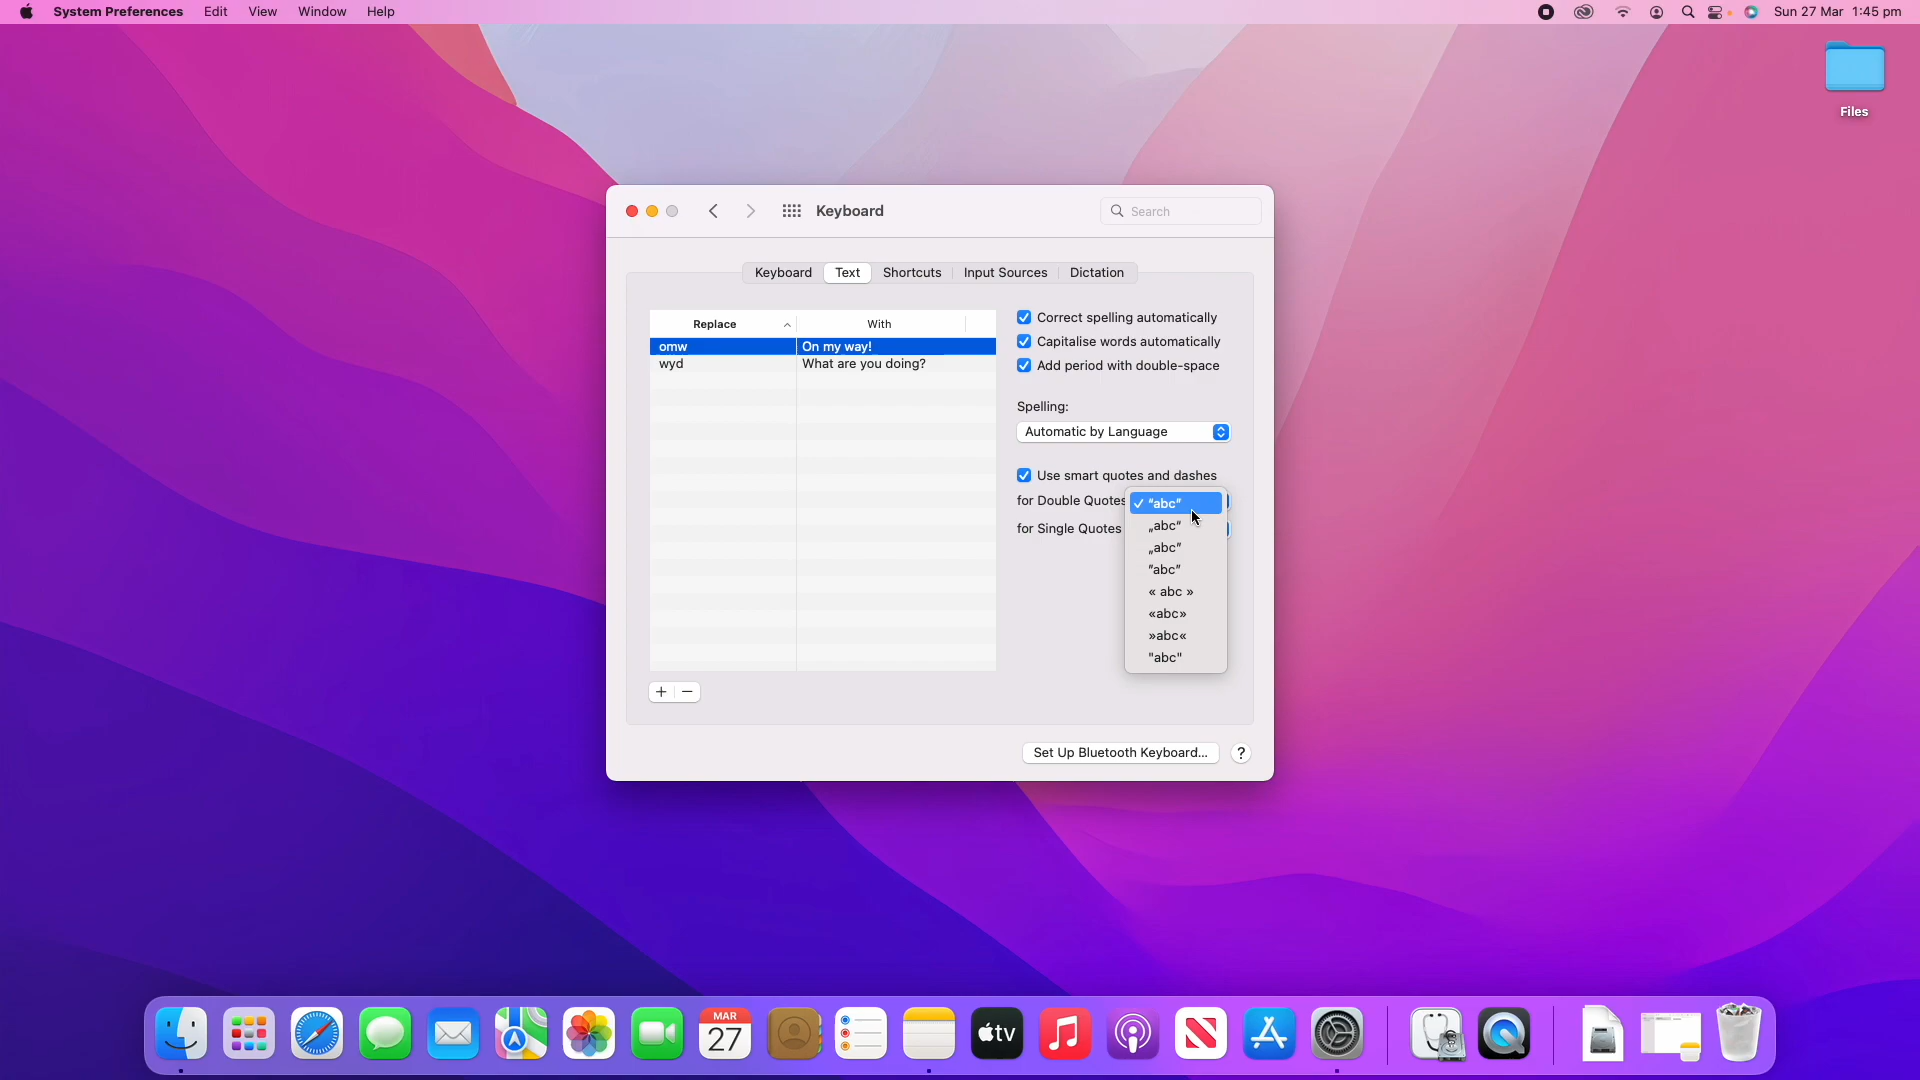 System Preferences Edit View Window Help Sun 27 Mar 1:45 pm
Files
Keyboard Search
Keyboard Text Shortcuts Input Sources Dictation
Replace With
omw On my way!
wyd What are you doing?
Correct spelling automatically
Capitalise words automatically
Add period with double-space
Spelling:
Automatic by Language
Use smart quotes and dashes
for Double Quotes
for Single Quotes
✓ “abc”
„abc“
„abc”
”abc”
« abc »
«abc»
»abc«
"abc"
+ −
Set Up Bluetooth Keyboard... ?
MAR
27
tv